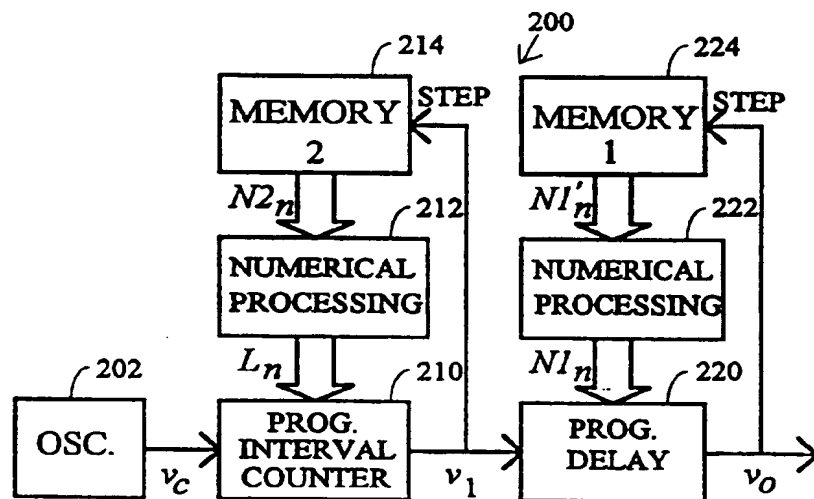 214
200
224
MEMORY
2
STEP
MEMORY
1
STEP
N2n
212
N1'n
222
NUMERICAL
PROCESSING
NUMERICAL
PROCESSING
202
Ln
210
N1n
220
OSC.
vc
PROG.
INTERVAL
COUNTER
v1
PROG.
DELAY
vo